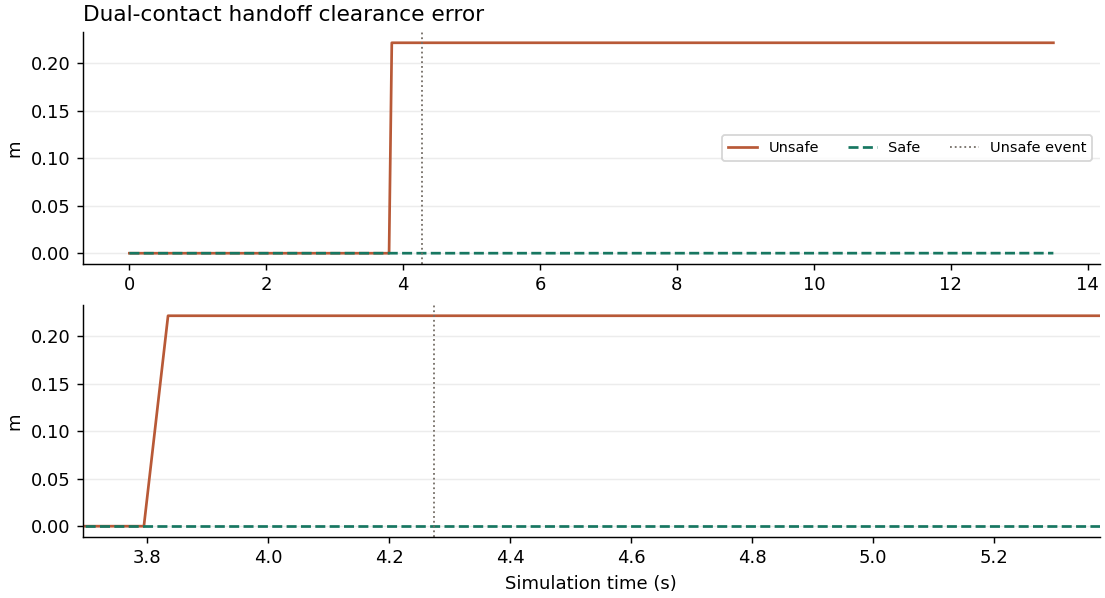 Dual-contact handoff clearance error
m
0.20
0.15
0.10
0.05
0.00
Unsafe
Safe
Unsafe event
0 2 4 6 8 10 12 14
m
0.20
0.15
0.10
0.05
0.00
3.8 4.0 4.2 4.4 4.6 4.8 5.0 5.2
Simulation time (s)